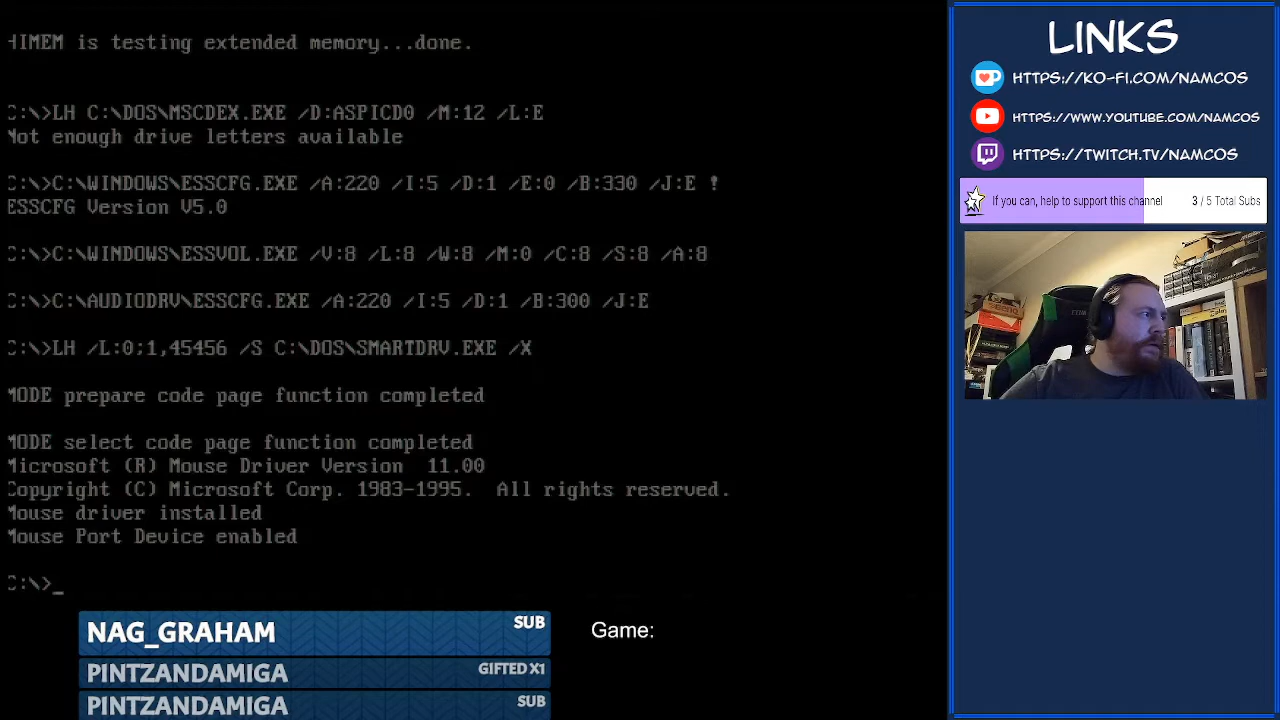 HIMEM is testing extended memory...done.
C:\>LH C:\DOS\MSCDEX.EXE /D:ASPICD0 /M:12 /L:E
Not enough drive letters available
C:\>C:\WINDOWS\ESSCFG.EXE /A:220 /I:5 /D:1 /E:0 /B:330 /J:E !
ESSCFG Version V5.0
C:\>C:\WINDOWS\ESSVOL.EXE /V:8 /L:8 /W:8 /M:0 /C:8 /S:8 /A:8
C:\>C:\AUDIODRV\ESSCFG.EXE /A:220 /I:5 /D:1 /B:300 /J:E
C:\>LH /L:0;1,45456 /S C:\DOS\SMARTDRV.EXE /X
MODE prepare code page function completed
MODE select code page function completed
Microsoft (R) Mouse Driver Version 11.00
Copyright (C) Microsoft Corp. 1983-1995. All rights reserved.
Mouse driver installed
Mouse Port Device enabled
C:\>_
NAG_GRAHAM SUB
PINTZANDAMIGA GIFTED X1
PINTZANDAMIGA SUB
Game:
LINKS
HTTPS://KO-FI.COM/NAMCOS
HTTPS://WWW.YOUTUBE.COM/NAMCOS
HTTPS://TWITCH.TV/NAMCOS
If you can, help to support this channel 3 / 5 Total Subs